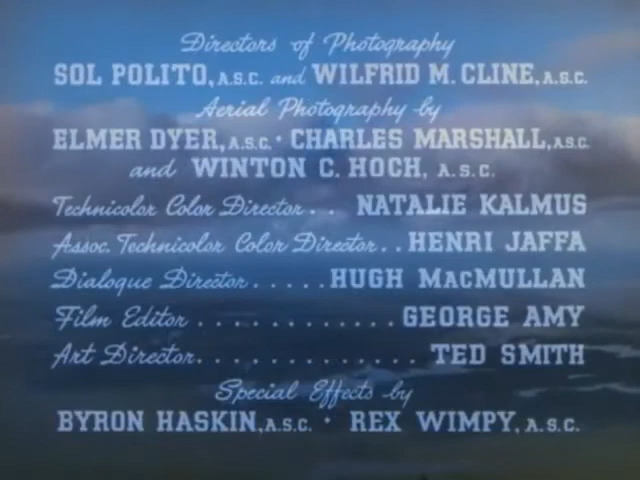 Directors of Photography
SOL POLITO, A.S.C. and WILFRID M. CLINE, A.S.C.
Aerial Photography by
ELMER DYER, A.S.C. · CHARLES MARSHALL, A.S.C.
and WINTON C. HOCH, A.S.C.
Technicolor Color Director . . NATALIE KALMUS
Assoc. Technicolor Color Director . . HENRI JAFFA
Dialogue Director . . . . . HUGH MACMULLAN
Film Editor . . . . . . . . . . . . GEORGE AMY
Art Director . . . . . . . . . . . . . TED SMITH
Special Effects by
BYRON HASKIN, A.S.C. · REX WIMPY, A.S.C.